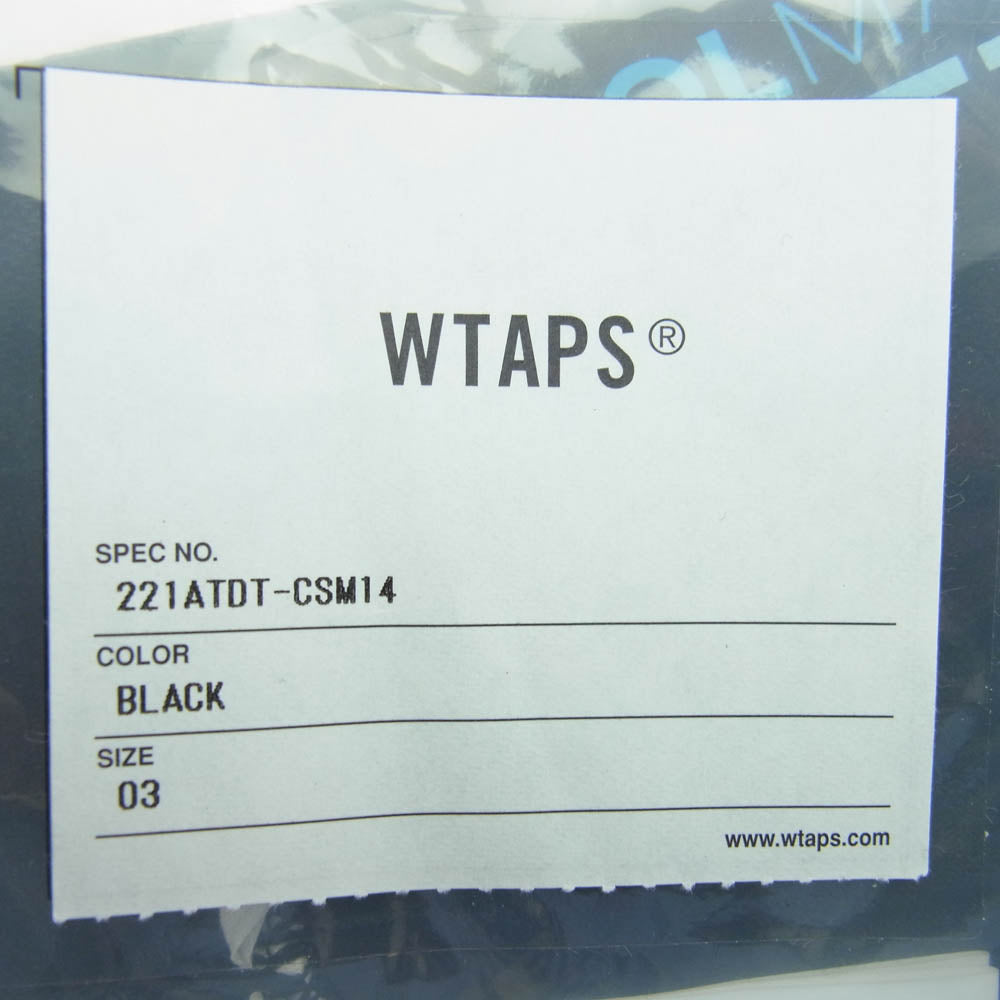 WTAPS®
SPEC NO.
221ATDT-CSM14
COLOR
BLACK
SIZE
03
www.wtaps.com